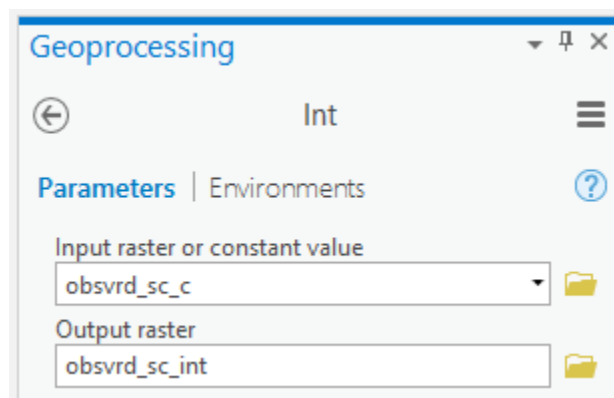 Geoprocessing
Int
Parameters | Environments
?
Input raster or constant value
obsvrd_sc_c
Output raster
obsvrd_sc_int